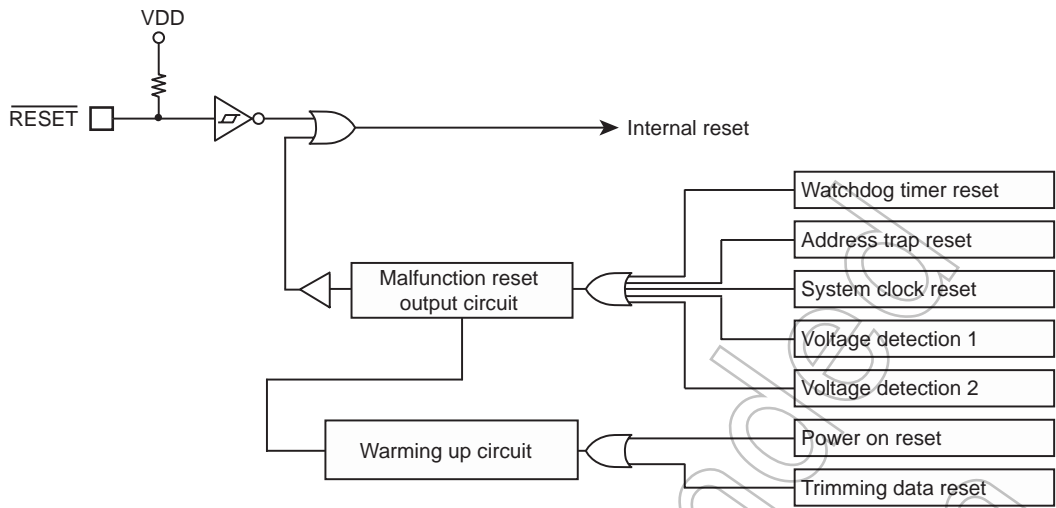 VDD
RESET
Internal reset
Watchdog timer reset
Address trap reset
Malfunction reset
output circuit
System clock reset
Voltage detection 1
Voltage detection 2
Warming up circuit
Power on reset
Trimming data reset